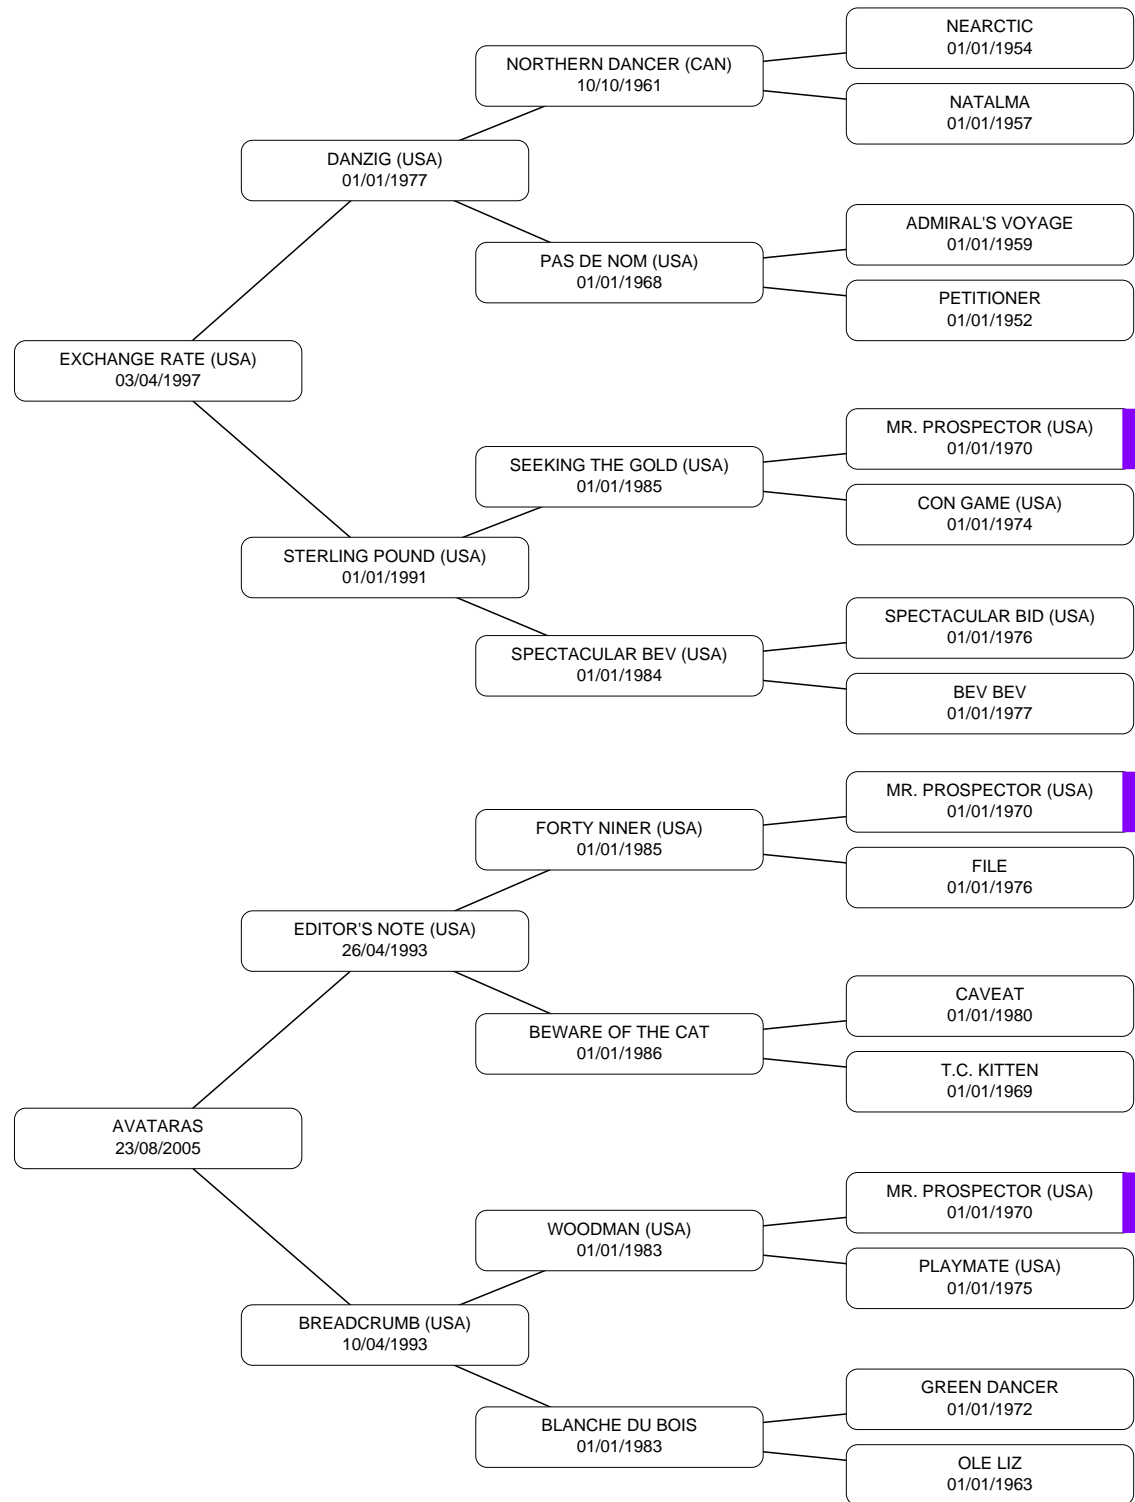 NEARCTIC
01/01/1954
NORTHERN DANCER (CAN)
10/10/1961
NATALMA
01/01/1957
DANZIG (USA)
01/01/1977
ADMIRAL'S VOYAGE
01/01/1959
PAS DE NOM (USA)
01/01/1968
PETITIONER
01/01/1952
EXCHANGE RATE (USA)
03/04/1997
MR. PROSPECTOR (USA)
01/01/1970
SEEKING THE GOLD (USA)
01/01/1985
CON GAME (USA)
01/01/1974
STERLING POUND (USA)
01/01/1991
SPECTACULAR BID (USA)
01/01/1976
SPECTACULAR BEV (USA)
01/01/1984
BEV BEV
01/01/1977
MR. PROSPECTOR (USA)
01/01/1970
FORTY NINER (USA)
01/01/1985
FILE
01/01/1976
EDITOR'S NOTE (USA)
26/04/1993
CAVEAT
01/01/1980
BEWARE OF THE CAT
01/01/1986
T.C. KITTEN
01/01/1969
AVATARAS
23/08/2005
MR. PROSPECTOR (USA)
01/01/1970
WOODMAN (USA)
01/01/1983
PLAYMATE (USA)
01/01/1975
BREADCRUMB (USA)
10/04/1993
GREEN DANCER
01/01/1972
BLANCHE DU BOIS
01/01/1983
OLE LIZ
01/01/1963